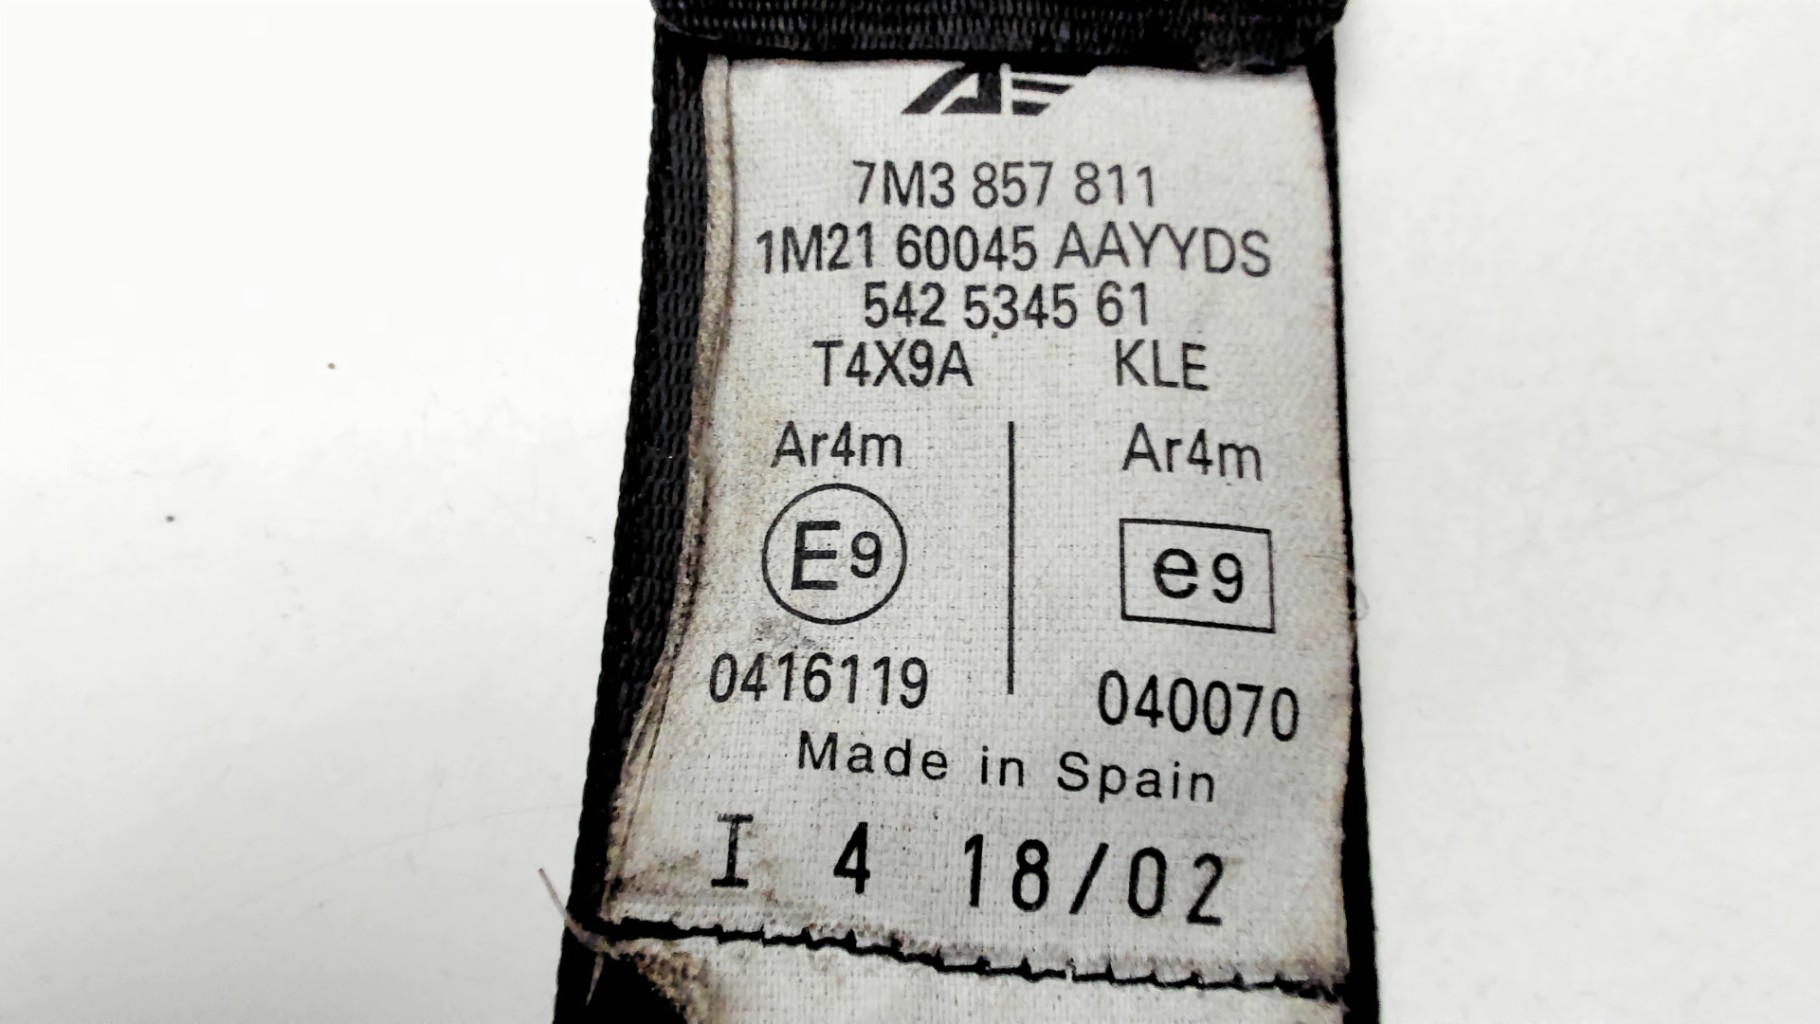 7M3 857 811
1M21 60045 AAYYDS
542 5345 61
T4X9A KLE
Ar4m Ar4m
E9 e9
0416119 040070
Made in Spain
I 4 18/02